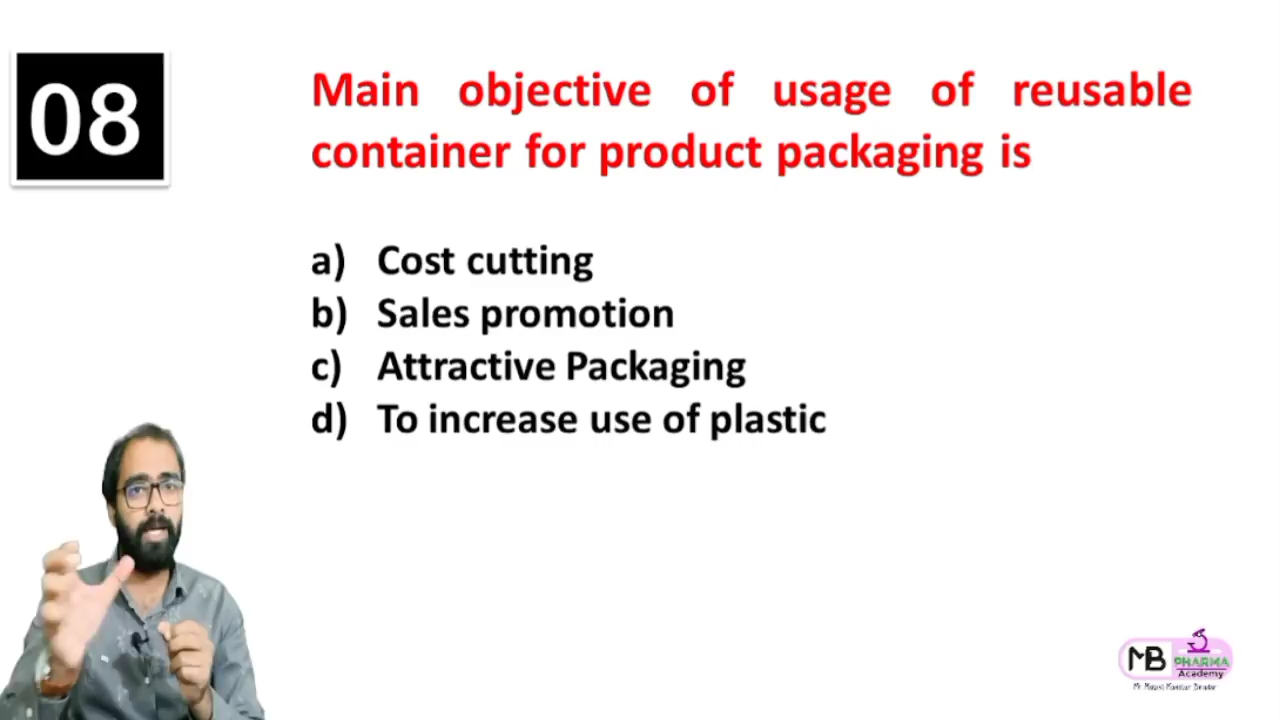 08
Main objective of usage of reusable
container for product packaging is
a) Cost cutting
b) Sales promotion
c) Attractive Packaging
d) To increase use of plastic
MB PHARMA
Academy